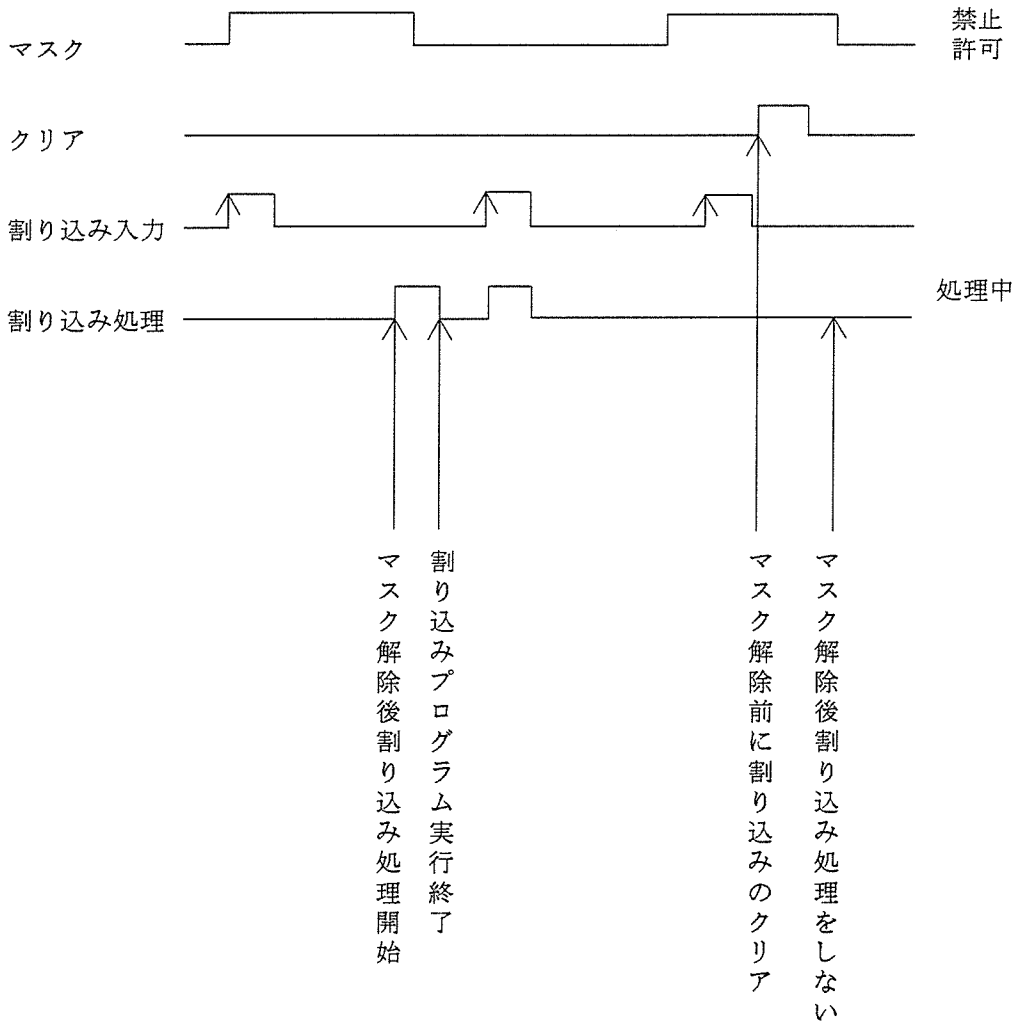 マスク
禁止
許可
クリア
割り込み入力
割り込み処理
処理中
マスク解除後割り込み処理開始
割り込みプログラム実行終了
マスク解除前に割り込みのクリア
マスク解除後割り込み処理をしない